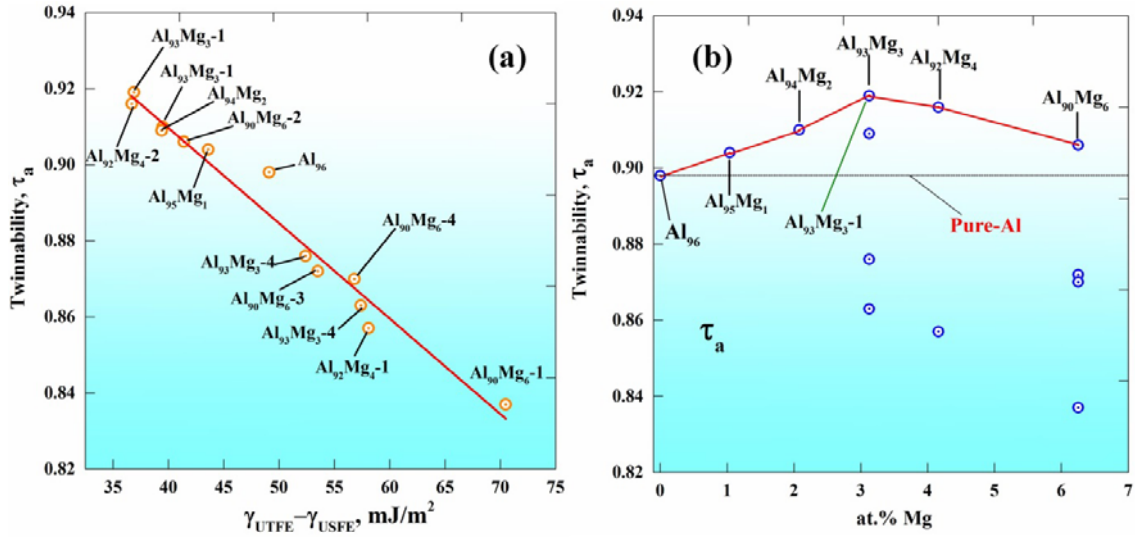 0.94
0.92
0.90
0.88
0.86
0.84
0.82
Twinnability, τₐ
(a)
Al₉₃Mg₃-1
Al₉₃Mg₃-1
Al₉₄Mg₂
Al₉₀Mg₆-2
Al₉₂Mg₄-2
Al₉₆
Al₉₅Mg₁
Al₉₀Mg₆-4
Al₉₃Mg₃-4
Al₉₀Mg₆-3
Al₉₃Mg₃-4
Al₉₂Mg₄-1
Al₉₀Mg₆-1
35 40 45 50 55 60 65 70 75
γUTFE–γUSFE, mJ/m²
0.94
0.92
0.90
0.88
0.86
0.84
0.82
Twinnability, τₐ
(b)
Al₉₃Mg₃
Al₉₂Mg₄
Al₉₄Mg₂
Al₉₀Mg₆
Al₉₅Mg₁
Al₉₆
Al₉₃Mg₃-1
Pure-Al
τₐ
0 1 2 3 4 5 6 7
at.% Mg